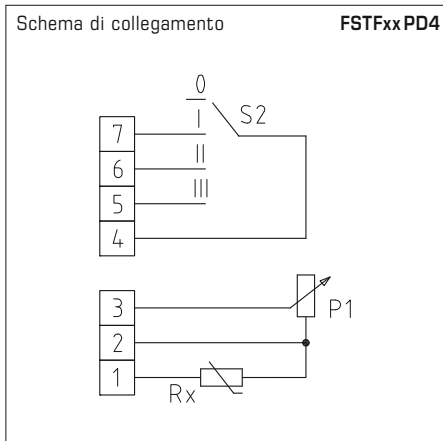 Schema di collegamento FSTFxx PD4
0
I S2
7
II
6
III
5
4
3
P1
2
1
Rx